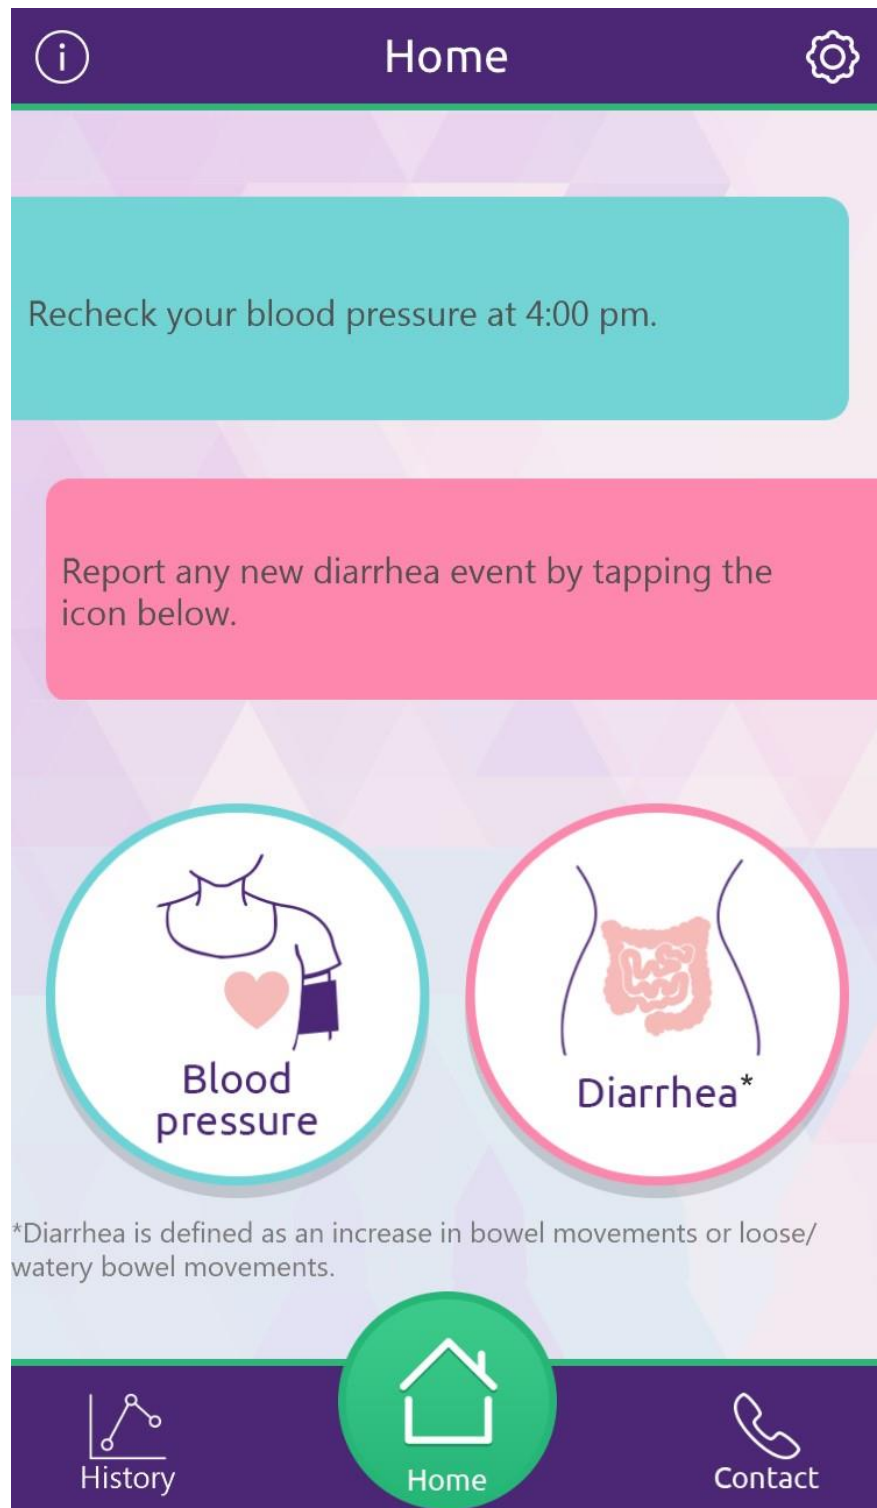 Home
Recheck your blood pressure at 4:00 pm.
Report any new diarrhea event by tapping the
icon below.
Blood
pressure
Diarrhea*
*Diarrhea is defined as an increase in bowel movements or loose/
watery bowel movements.
History
Home
Contact